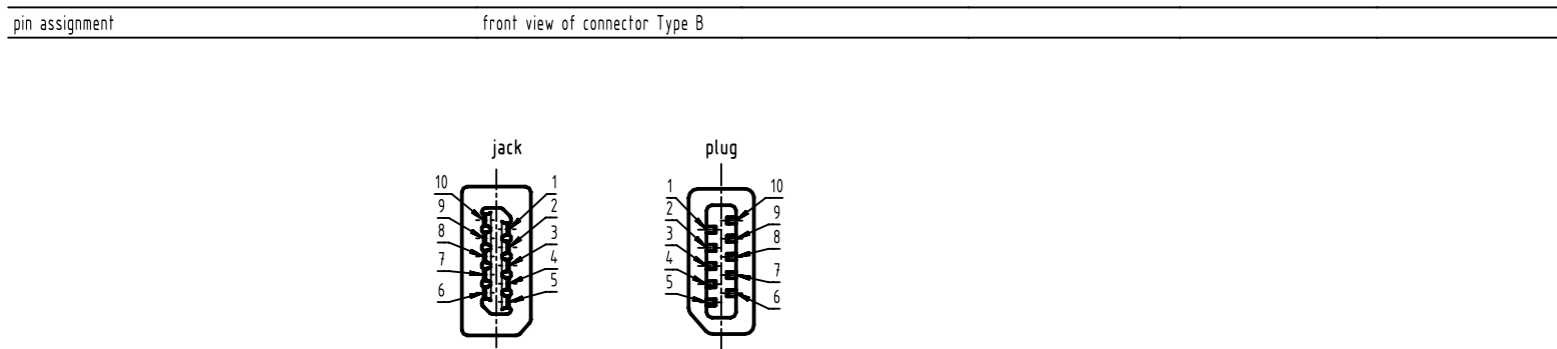 pin assignment front view of connector Type B
jack plug
10 1 1 10
9 2 2 9
8 3 3 8
7 4 4 7
6 5 5 6